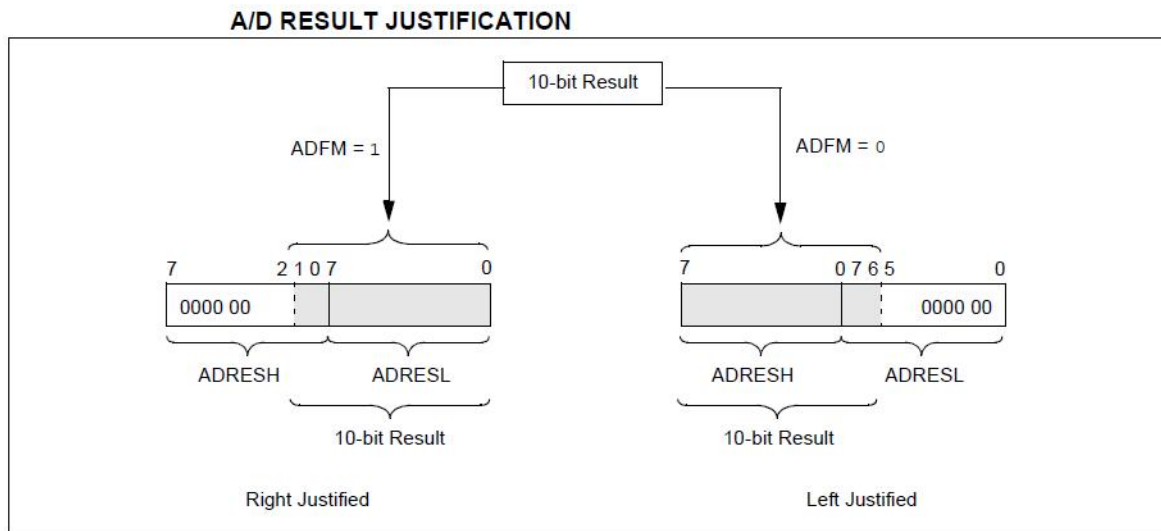 A/D RESULT JUSTIFICATION
10-bit Result
ADFM = 1
ADFM = 0
7 2 1 0 7 0
7 0 7 6 5 0
0000 00
0000 00
ADRESH ADRESL
ADRESH ADRESL
10-bit Result
10-bit Result
Right Justified
Left Justified